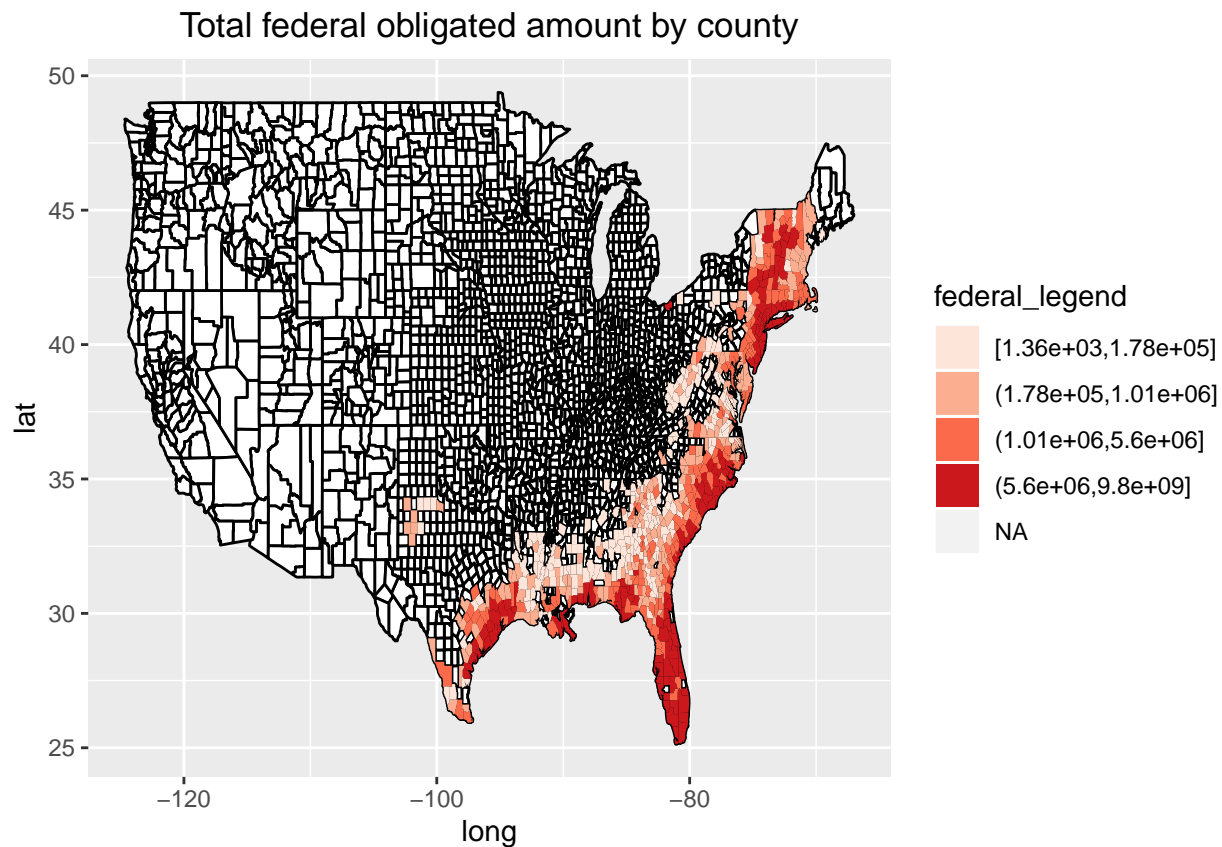 Total federal obligated amount by county
50
45
40
35
30
25
lat
−120
−100
−80
long
federal_legend
[1.36e+03,1.78e+05]
(1.78e+05,1.01e+06]
(1.01e+06,5.6e+06]
(5.6e+06,9.8e+09]
NA